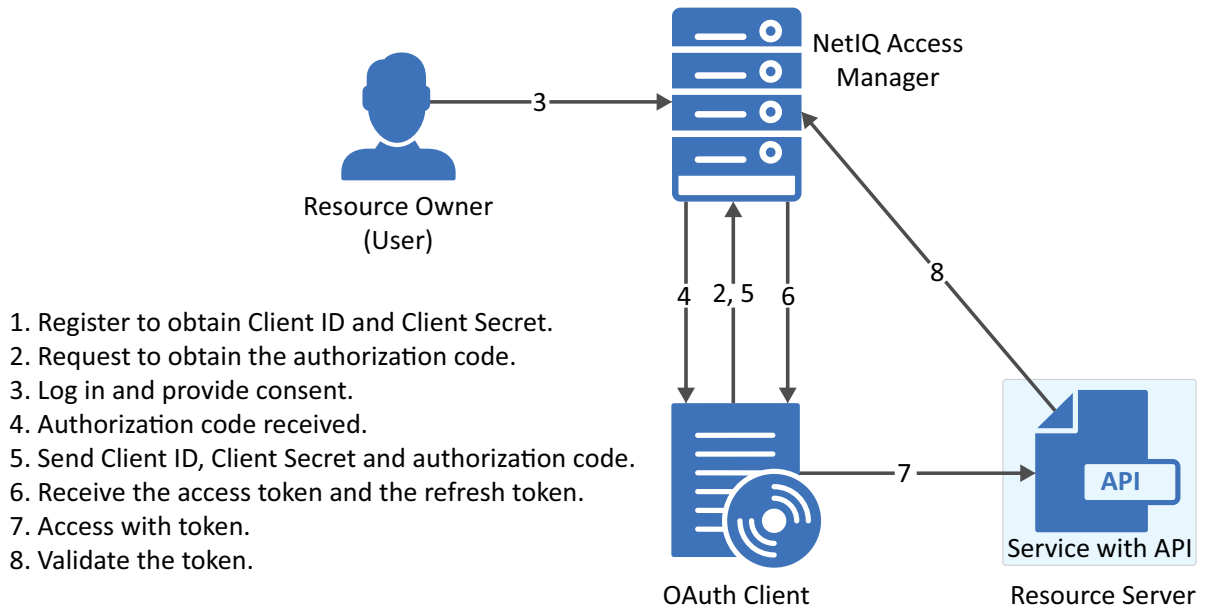 NetIQ Access
Manager
3
Resource Owner
(User)
4
2, 5
6
8
1. Register to obtain Client ID and Client Secret.
2. Request to obtain the authorization code.
3. Log in and provide consent.
4. Authorization code received.
5. Send Client ID, Client Secret and authorization code.
6. Receive the access token and the refresh token.
7. Access with token.
8. Validate the token.
7
API
Service with API
OAuth Client
Resource Server